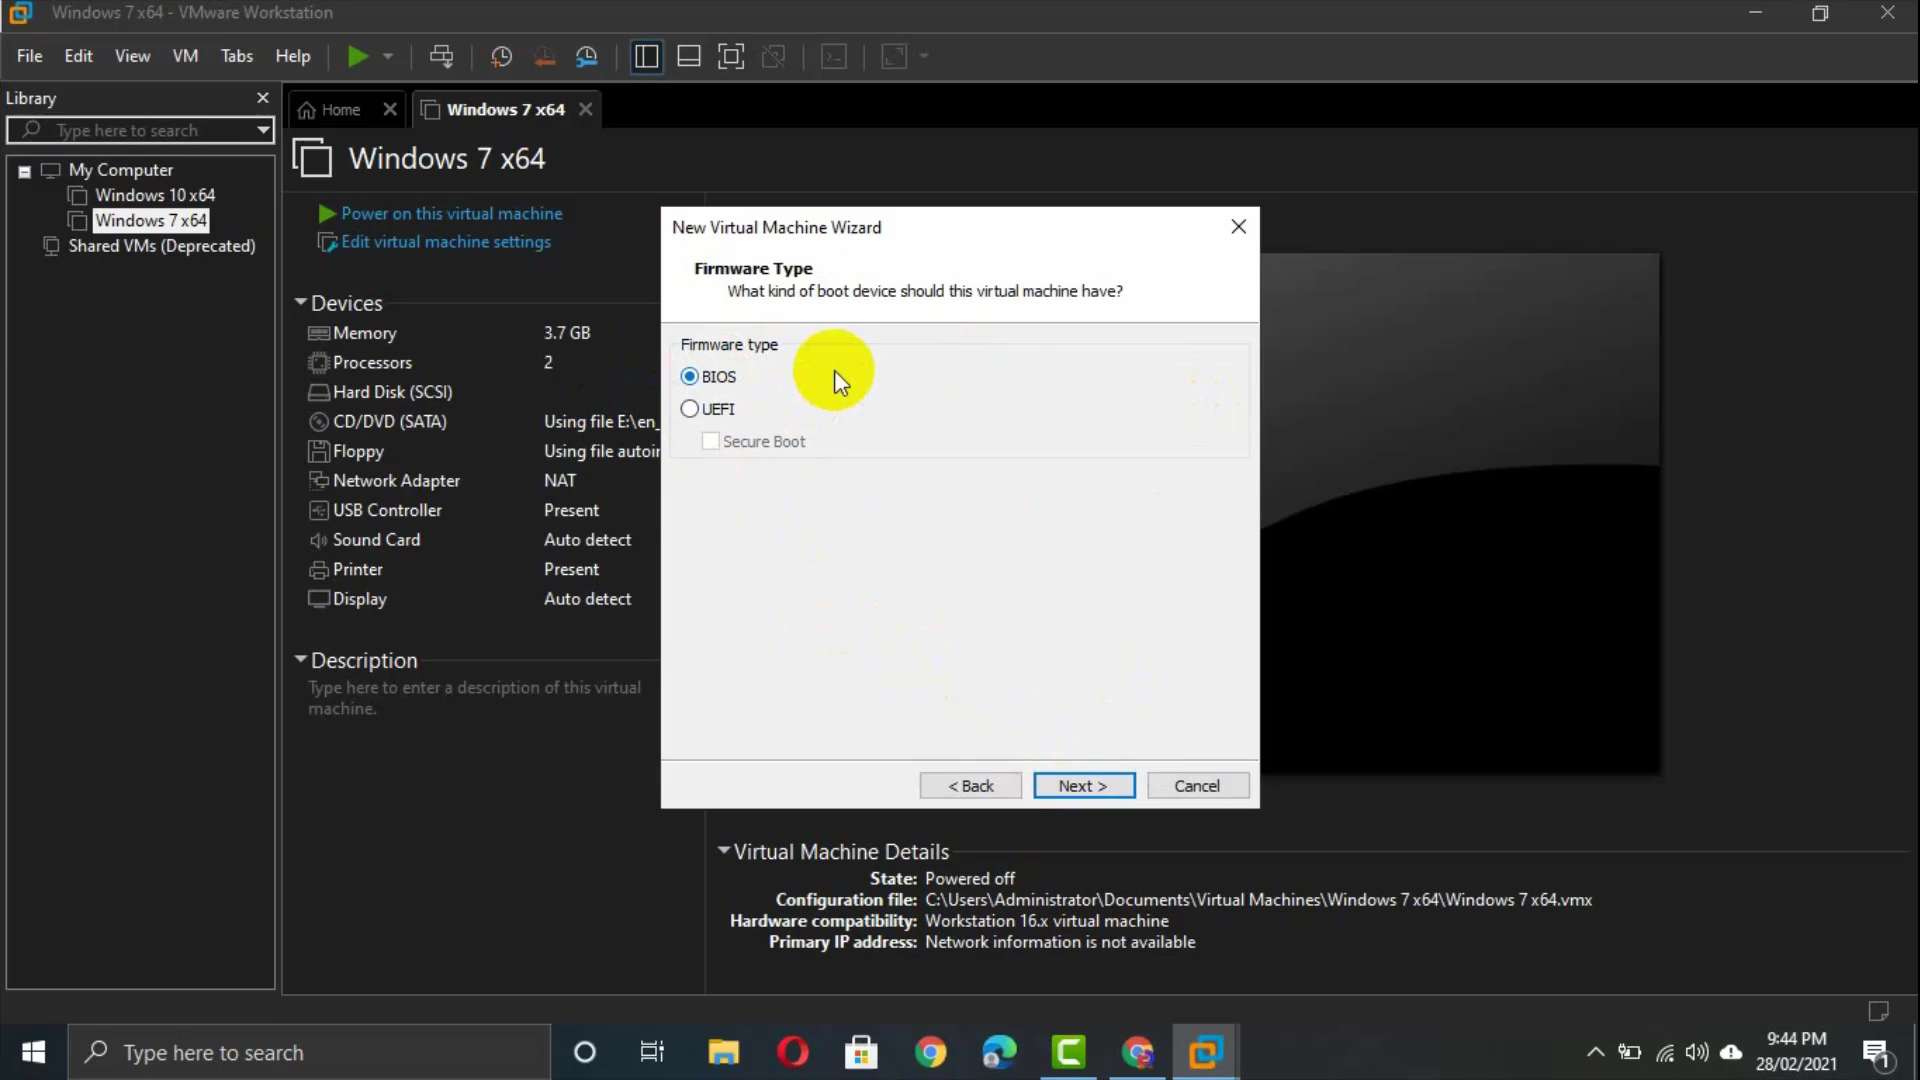 Windows 7 x64 - VMware Workstation
File Edit View VM Tabs Help
Library
Type here to search
My Computer
Windows 10 x64
Windows 7 x64
Shared VMs (Deprecated)
Home
Windows 7 x64
Windows 7 x64
Power on this virtual machine
Edit virtual machine settings
Devices
Memory 3.7 GB
Processors 2
Hard Disk (SCSI)
CD/DVD (SATA) Using file E:\en_
Floppy Using file autoin
Network Adapter NAT
USB Controller Present
Sound Card Auto detect
Printer Present
Display Auto detect
Description
Type here to enter a description of this virtual
machine.
New Virtual Machine Wizard
Firmware Type
What kind of boot device should this virtual machine have?
Firmware type
BIOS
UEFI
Secure Boot
< Back Next > Cancel
Virtual Machine Details
State: Powered off
Configuration file: C:\Users\Administrator\Documents\Virtual Machines\Windows 7 x64\Windows 7 x64.vmx
Hardware compatibility: Workstation 16.x virtual machine
Primary IP address: Network information is not available
Type here to search
9:44 PM
28/02/2021
1